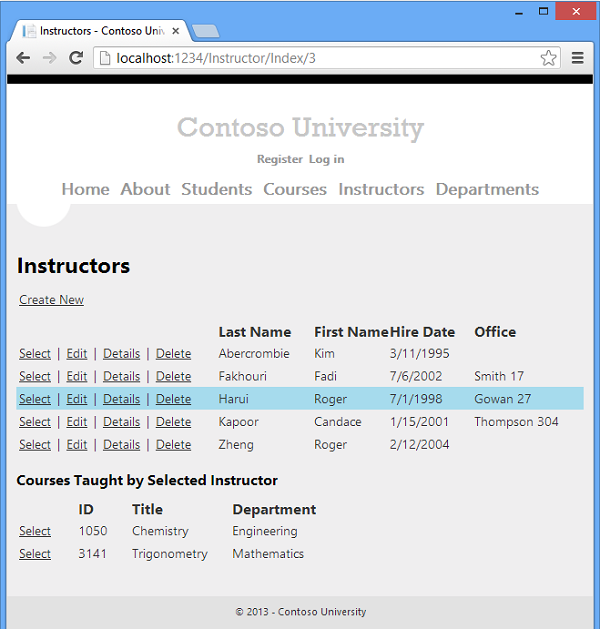 Instructors - Contoso Univ
localhost:1234/Instructor/Index/3
Contoso University
Register Log in
Home About Students Courses Instructors Departments
Instructors
Create New
Last Name First Name Hire Date Office
Select | Edit | Details | Delete Abercrombie Kim 3/11/1995
Select | Edit | Details | Delete Fakhouri Fadi 7/6/2002 Smith 17
Select | Edit | Details | Delete Harui Roger 7/1/1998 Gowan 27
Select | Edit | Details | Delete Kapoor Candace 1/15/2001 Thompson 304
Select | Edit | Details | Delete Zheng Roger 2/12/2004
Courses Taught by Selected Instructor
ID Title Department
Select 1050 Chemistry Engineering
Select 3141 Trigonometry Mathematics
© 2013 - Contoso University